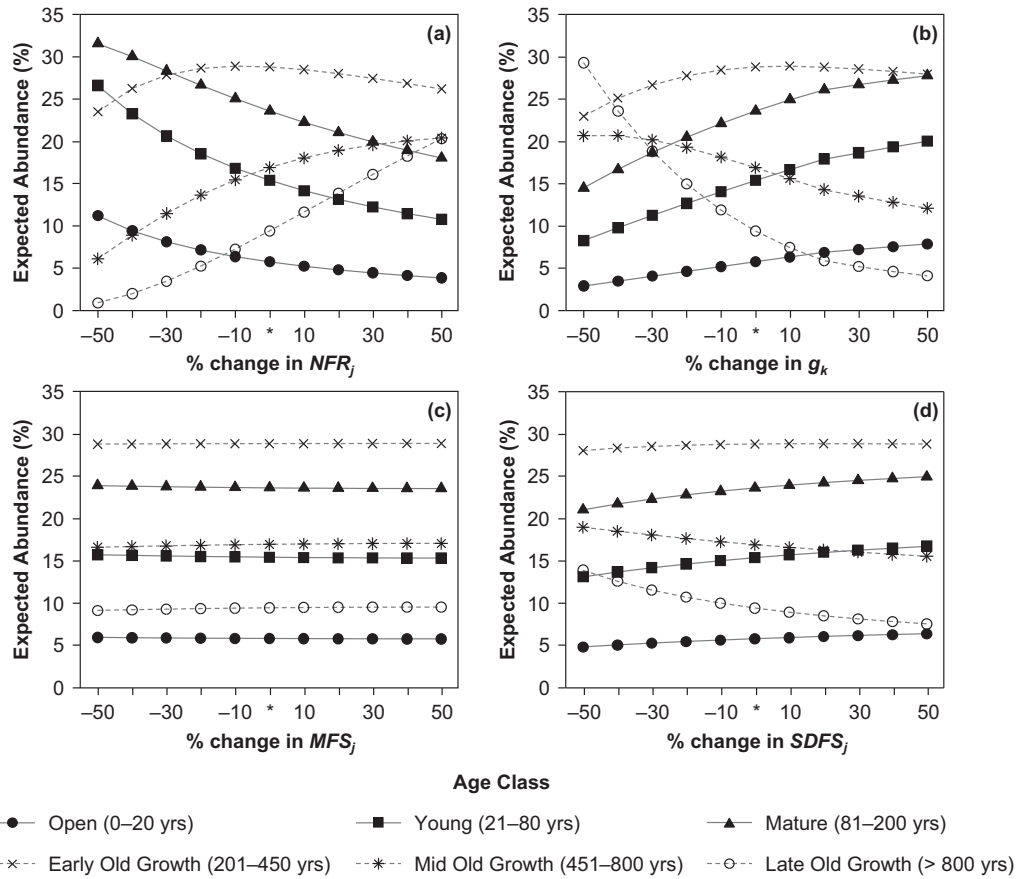 35
30
25
20
15
10
5
0
Expected Abundance (%)
(a)
–50 –30 –10 * 10 30 50
% change in NFRj
35
30
25
20
15
10
5
0
Expected Abundance (%)
(b)
–50 –30 –10 * 10 30 50
% change in gk
35
30
25
20
15
10
5
0
Expected Abundance (%)
(c)
–50 –30 –10 * 10 30 50
% change in MFSj
35
30
25
20
15
10
5
0
Expected Abundance (%)
(d)
–50 –30 –10 * 10 30 50
% change in SDFSj
Age Class
Open (0–20 yrs) Young (21–80 yrs) Mature (81–200 yrs)
Early Old Growth (201–450 yrs) Mid Old Growth (451–800 yrs) Late Old Growth (> 800 yrs)